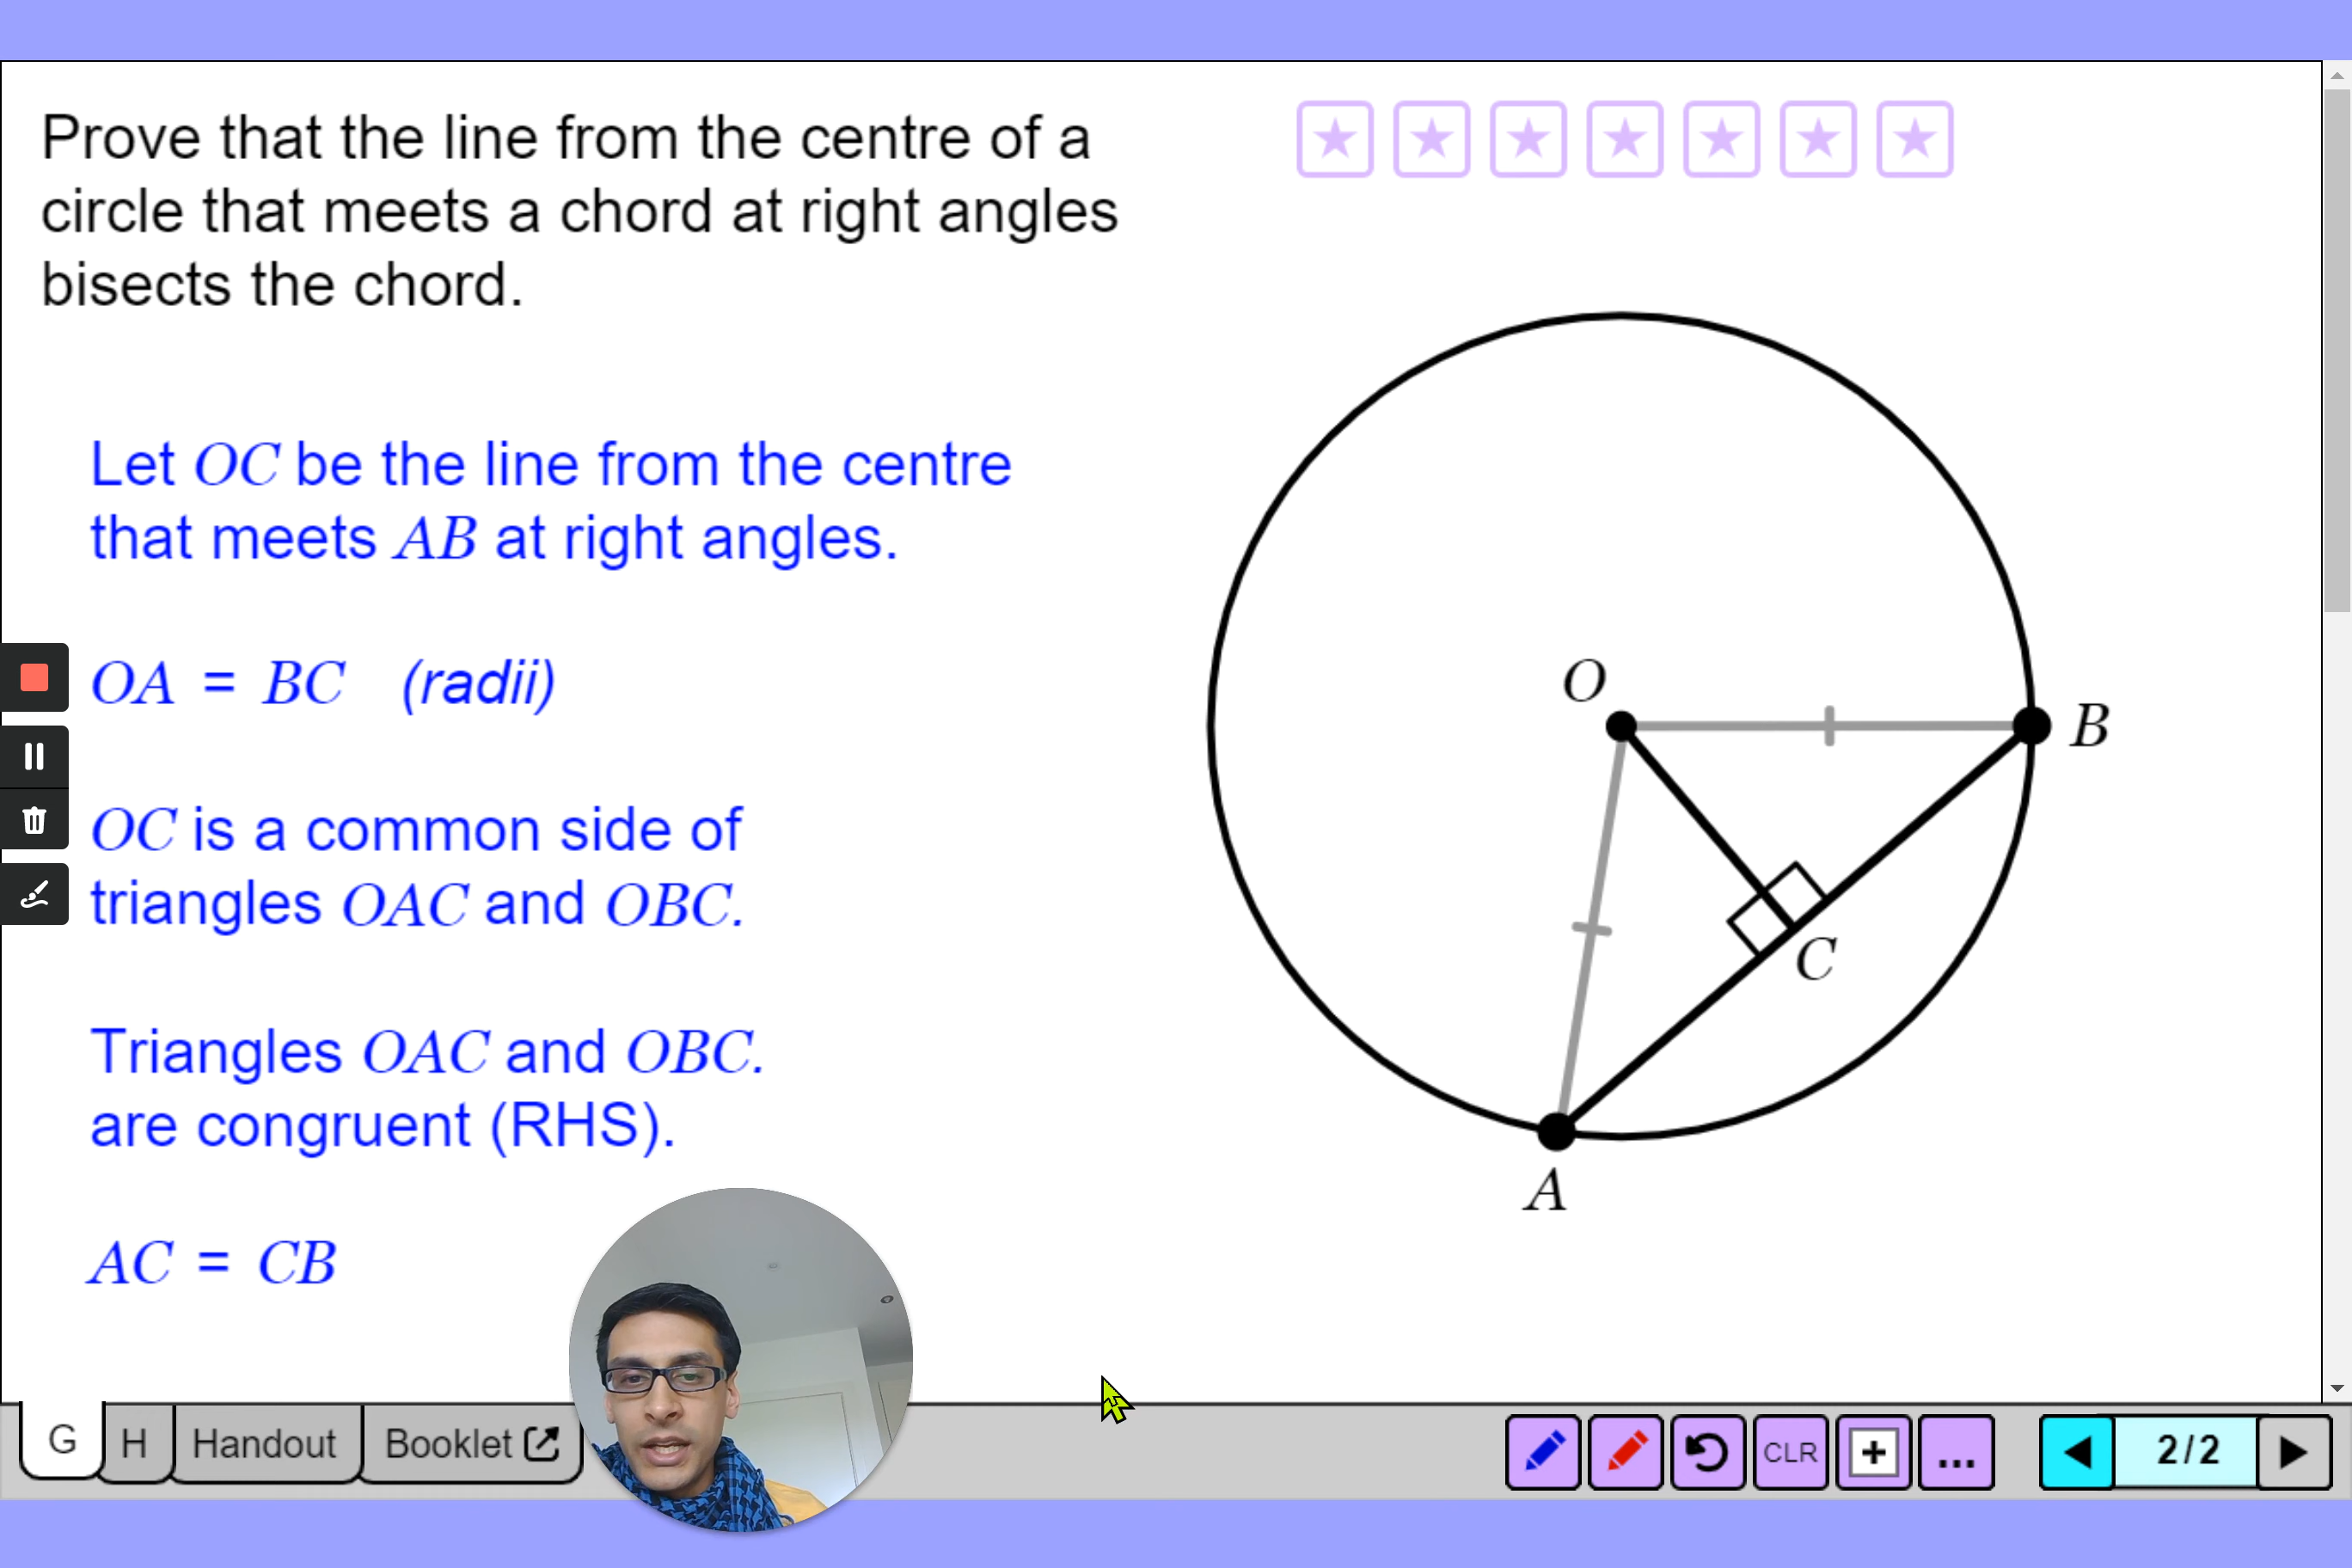 Prove that the line from the centre of a
circle that meets a chord at right angles
bisects the chord.
Let OC be the line from the centre
that meets AB at right angles.
OA = BC (radii)
OC is a common side of
triangles OAC and OBC.
Triangles OAC and OBC.
are congruent (RHS).
AC = CB
O
B
C
A
G
H
Handout
Booklet
CLR
...
2/2